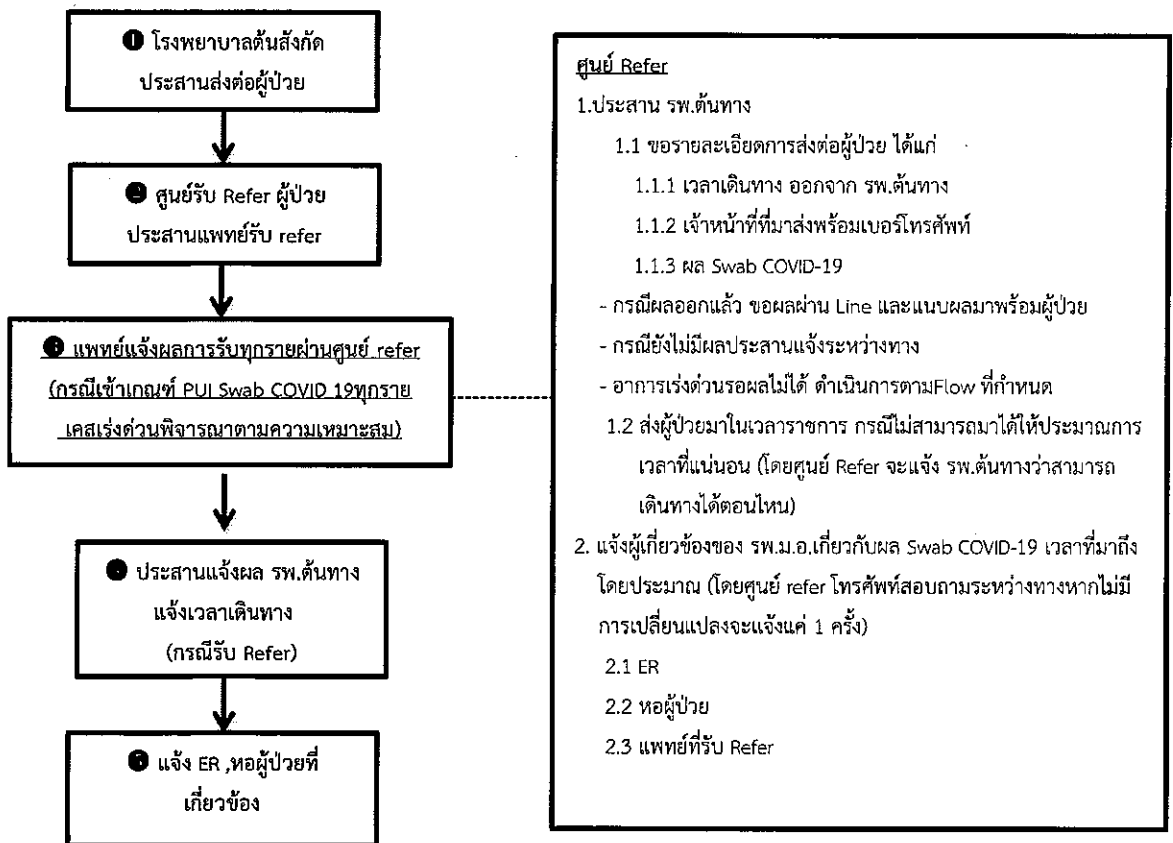 ❶ โรงพยาบาลต้นสังกัด
ประสานส่งต่อผู้ป่วย
❷ ศูนย์รับ Refer ผู้ป่วย
ประสานแพทย์รับ refer
❸ แพทย์แจ้งผลการรับทุกรายผ่านศูนย์ refer
(กรณีเข้าเกณฑ์ PUI Swab COVID 19ทุกราย
เคสเร่งด่วนพิจารณาตามความเหมาะสม)
❹ ประสานแจ้งผล รพ.ต้นทาง
แจ้งเวลาเดินทาง
(กรณีรับ Refer)
❺ แจ้ง ER ,หอผู้ป่วยที่
เกี่ยวข้อง
ศูนย์ Refer
1.ประสาน รพ.ต้นทาง
1.1 ขอรายละเอียดการส่งต่อผู้ป่วย ได้แก่
1.1.1 เวลาเดินทาง ออกจาก รพ.ต้นทาง
1.1.2 เจ้าหน้าที่ที่มาส่งพร้อมเบอร์โทรศัพท์
1.1.3 ผล Swab COVID-19
- กรณีผลออกแล้ว ขอผลผ่าน Line และแนบผลมาพร้อมผู้ป่วย
- กรณียังไม่มีผลประสานแจ้งระหว่างทาง
- อาการเร่งด่วนรอผลไม่ได้ ดำเนินการตามFlow ที่กำหนด
1.2 ส่งผู้ป่วยมาในเวลาราชการ กรณีไม่สามารถมาได้ให้ประมาณการ
เวลาที่แน่นอน (โดยศูนย์ Refer จะแจ้ง รพ.ต้นทางว่าสามารถ
เดินทางได้ตอนไหน)
2. แจ้งผู้เกี่ยวข้องของ รพ.ม.อ.เกี่ยวกับผล Swab COVID-19 เวลาที่มาถึง
โดยประมาณ (โดยศูนย์ refer โทรศัพท์สอบถามระหว่างทางหากไม่มี
การเปลี่ยนแปลงจะแจ้งแค่ 1 ครั้ง)
2.1 ER
2.2 หอผู้ป่วย
2.3 แพทย์ที่รับ Refer